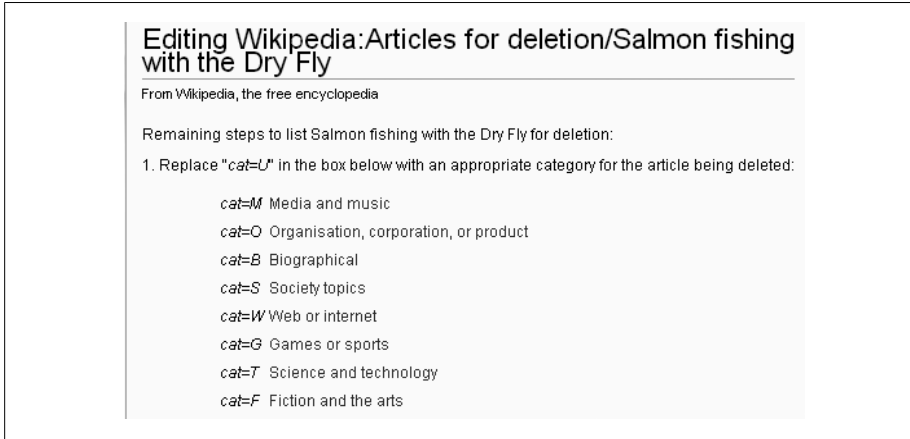 Editing Wikipedia:Articles for deletion/Salmon fishing
with the Dry Fly
From Wikipedia, the free encyclopedia
Remaining steps to list Salmon fishing with the Dry Fly for deletion:
1. Replace "cat=U" in the box below with an appropriate category for the article being deleted:
cat=M Media and music
cat=O Organisation, corporation, or product
cat=B Biographical
cat=S Society topics
cat=W Web or internet
cat=G Games or sports
cat=T Science and technology
cat=F Fiction and the arts